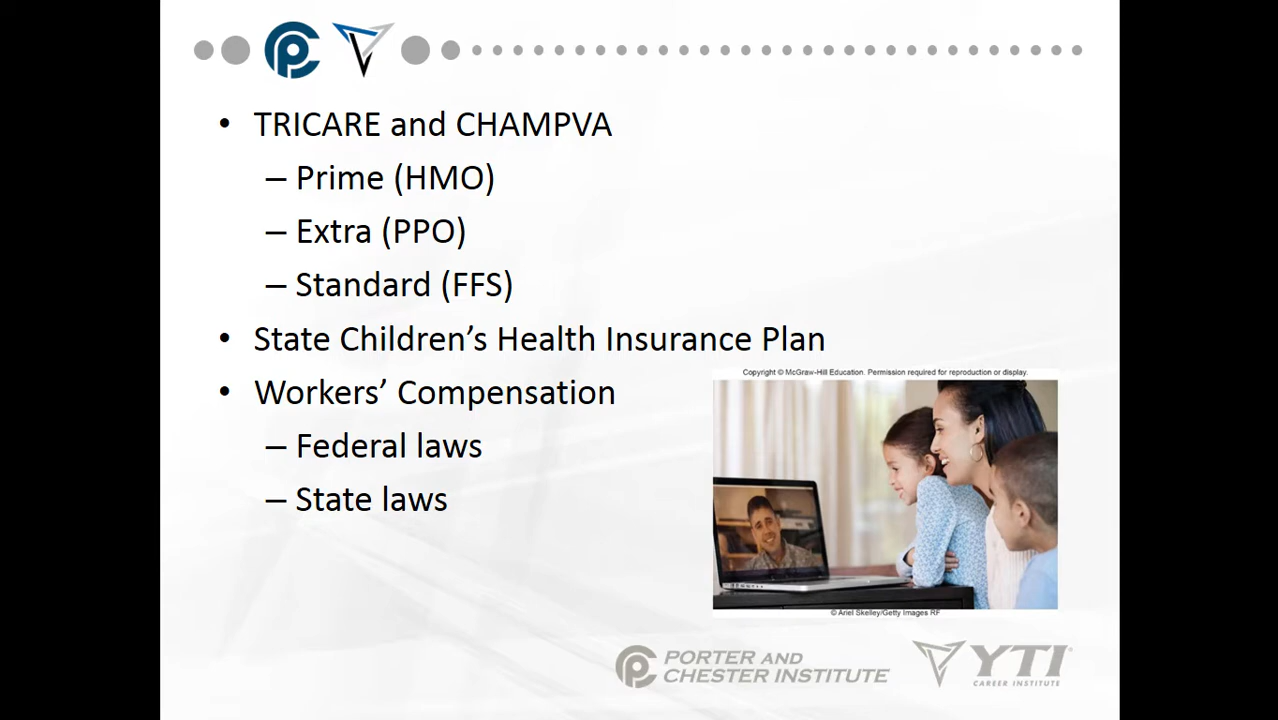 • TRICARE and CHAMPVA
– Prime (HMO)
– Extra (PPO)
– Standard (FFS)
• State Children’s Health Insurance Plan
• Workers’ Compensation
– Federal laws
– State laws
Copyright © McGraw-Hill Education. Permission required for reproduction or display.
© Ariel Skelley/Getty Images RF
PORTER AND
CHESTER INSTITUTE
YTI®
CAREER INSTITUTE